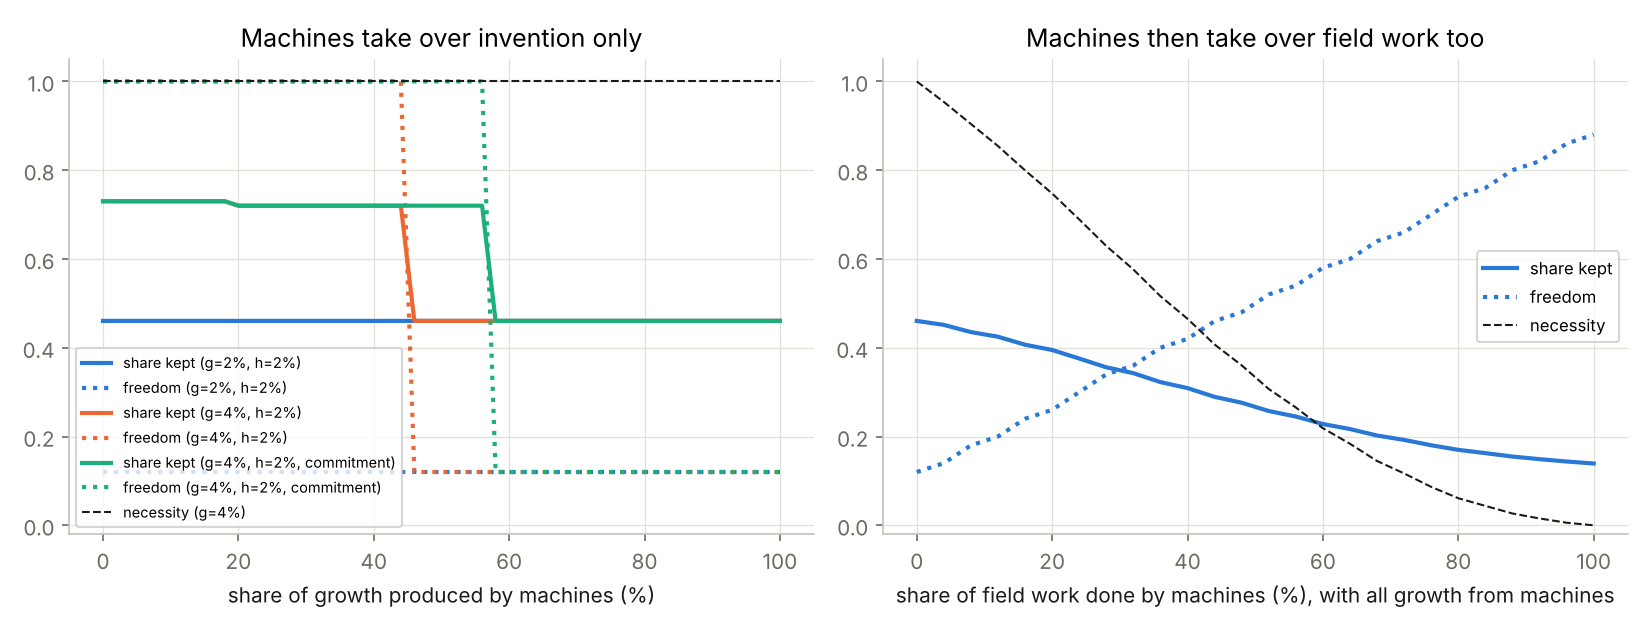 Machines take over invention only
1.0
0.8
0.6
0.4
0.2
0.0
share kept (g=2%, h=2%)
freedom (g=2%, h=2%)
share kept (g=4%, h=2%)
freedom (g=4%, h=2%)
share kept (g=4%, h=2%, commitment)
freedom (g=4%, h=2%, commitment)
necessity (g=4%)
0 20 40 60 80 100
share of growth produced by machines (%)
Machines then take over field work too
1.0
0.8
0.6
0.4
0.2
0.0
share kept
freedom
necessity
0 20 40 60 80 100
share of field work done by machines (%), with all growth from machines